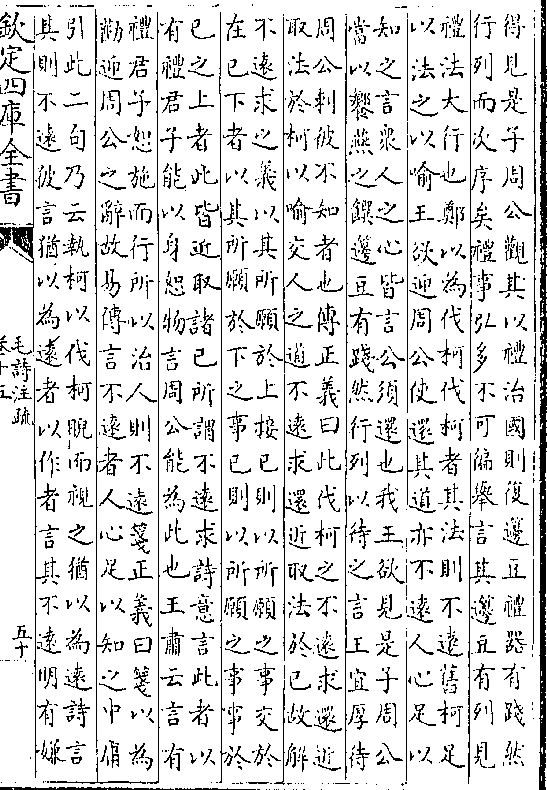 得見是子周公觀其以禮治國則復籩豆禮器有踐然
行列而次序矣禮事弘多不可徧舉言其籩豆有列見
禮法大行也鄭以為伐柯伐柯者其法則不遠舊柯足
以法之以喻王欲迎周公使還其道亦不遠人心足以
知之言衆人之心皆言公須還也我王欲見是子周公
當以饗燕之饌籩豆有踐然行列以待之言王宜厚待
周公刺彼不知者也傳正義曰此伐柯之不遠求還近
取法於柯以喻交人之道不遠求還近取法於已故解
不遠求之義以其所願於上接已則以所願之事交於
在已下者以其所願於下之事已則以所願之事事於
已之上者此皆近取諸已所謂不遠求詩意言此者以
有禮君子能以身恕物言周公能為此也王肅云言有
禮君子恕施而行所以治人則不遠箋正義曰箋以為
勸迎周公之辭故易傳言不遠者人心足以知之中庸
引此二句乃云執柯以伐柯睨而視之猶以為遠詩言
其則不遠彼言猶以為遠者以作者言其不遠明有嫌
欽定四庫全書
毛詩注疏
卷十五
五十